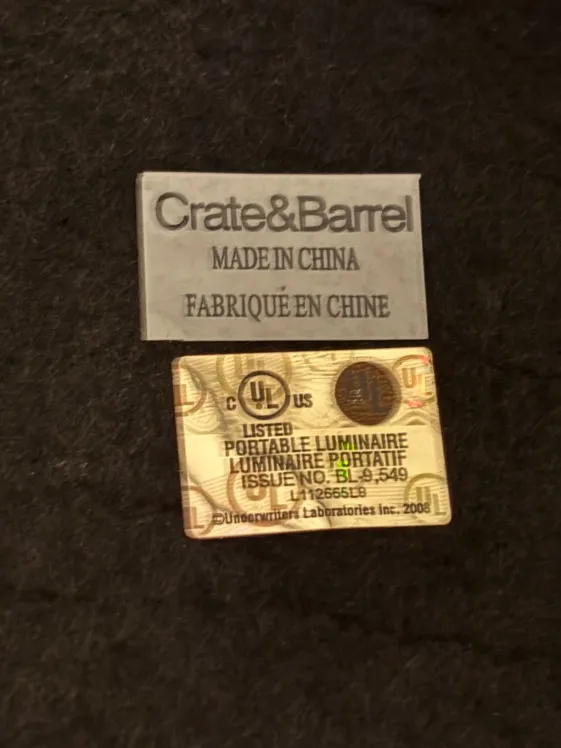 Crate&Barrel
MADE IN CHINA
FABRIQUÉ EN CHINE
C UL US
LISTED
PORTABLE LUMINAIRE
LUMINAIRE PORTATIF
ISSUE NO. BL-9,549
©Underwriters Laboratories Inc. 2008